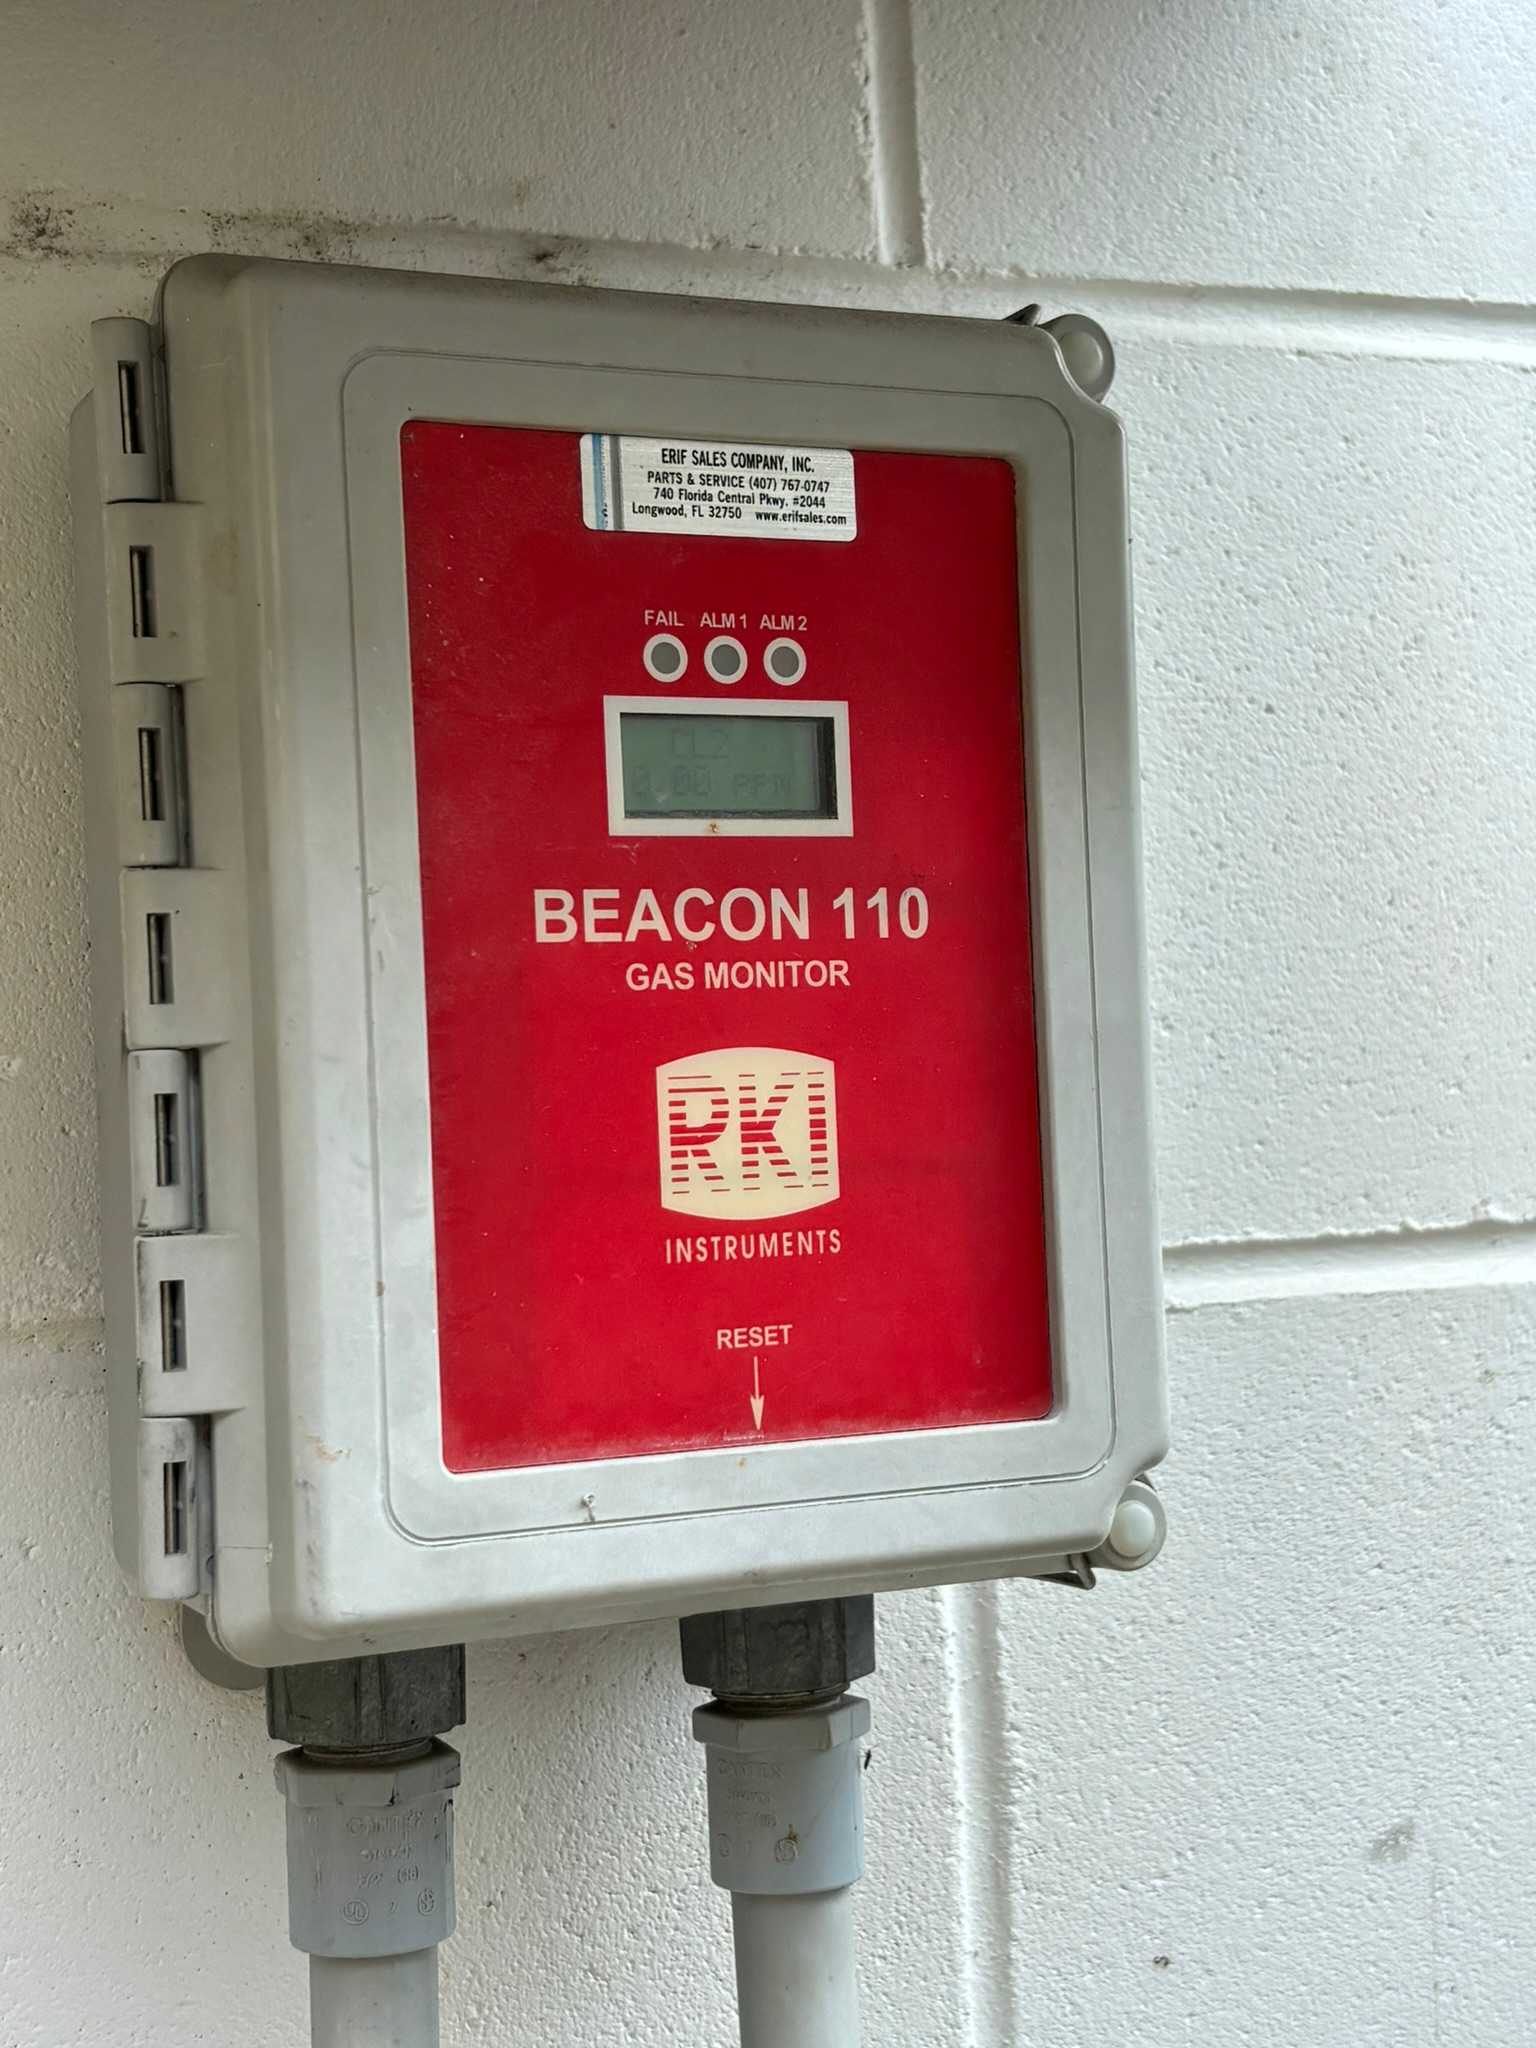 ERIF SALES COMPANY, INC.
PARTS & SERVICE (407) 767-0747
740 Florida Central Pkwy. #2044
Longwood, FL 32750 www.erifsales.com
FAIL ALM 1 ALM 2
CL2
0.00 PPM
BEACON 110
GAS MONITOR
RKI
INSTRUMENTS
RESET